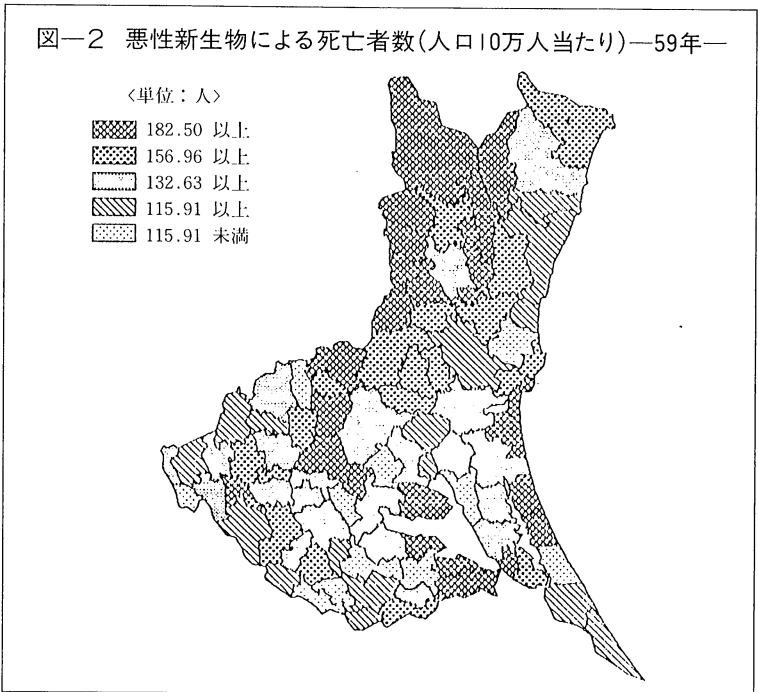 図—2 悪性新生物による死亡者数(人口10万人当たり)—59年—
〈単位：人〉
182.50 以上
156.96 以上
132.63 以上
115.91 以上
115.91 未満